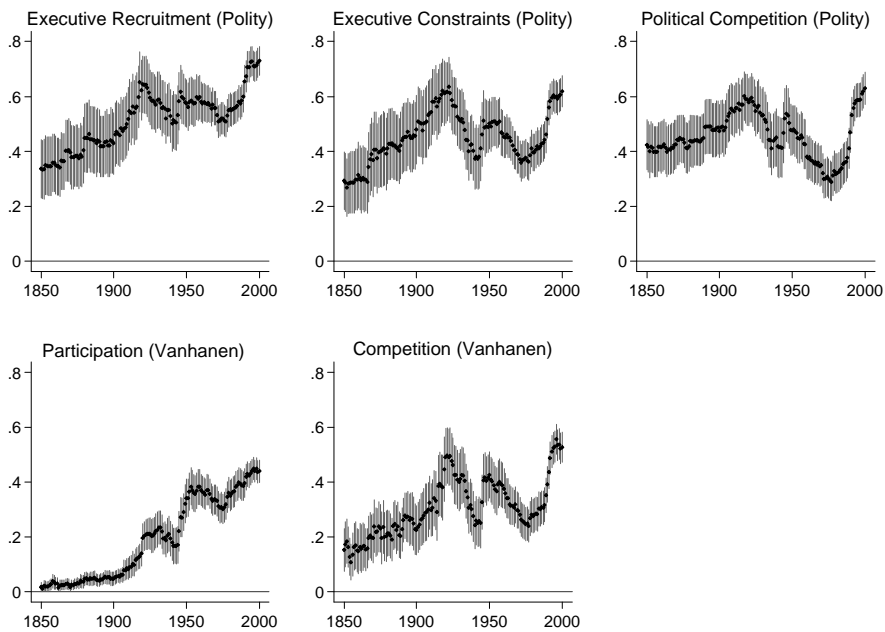 Executive Recruitment (Polity)
Executive Constraints (Polity)
Political Competition (Polity)
.8
.6
.4
.2
0
1850 1900 1950 2000
.8
.6
.4
.2
0
1850 1900 1950 2000
.8
.6
.4
.2
0
1850 1900 1950 2000
Participation (Vanhanen)
Competition (Vanhanen)
.8
.6
.4
.2
0
1850 1900 1950 2000
.8
.6
.4
.2
0
1850 1900 1950 2000